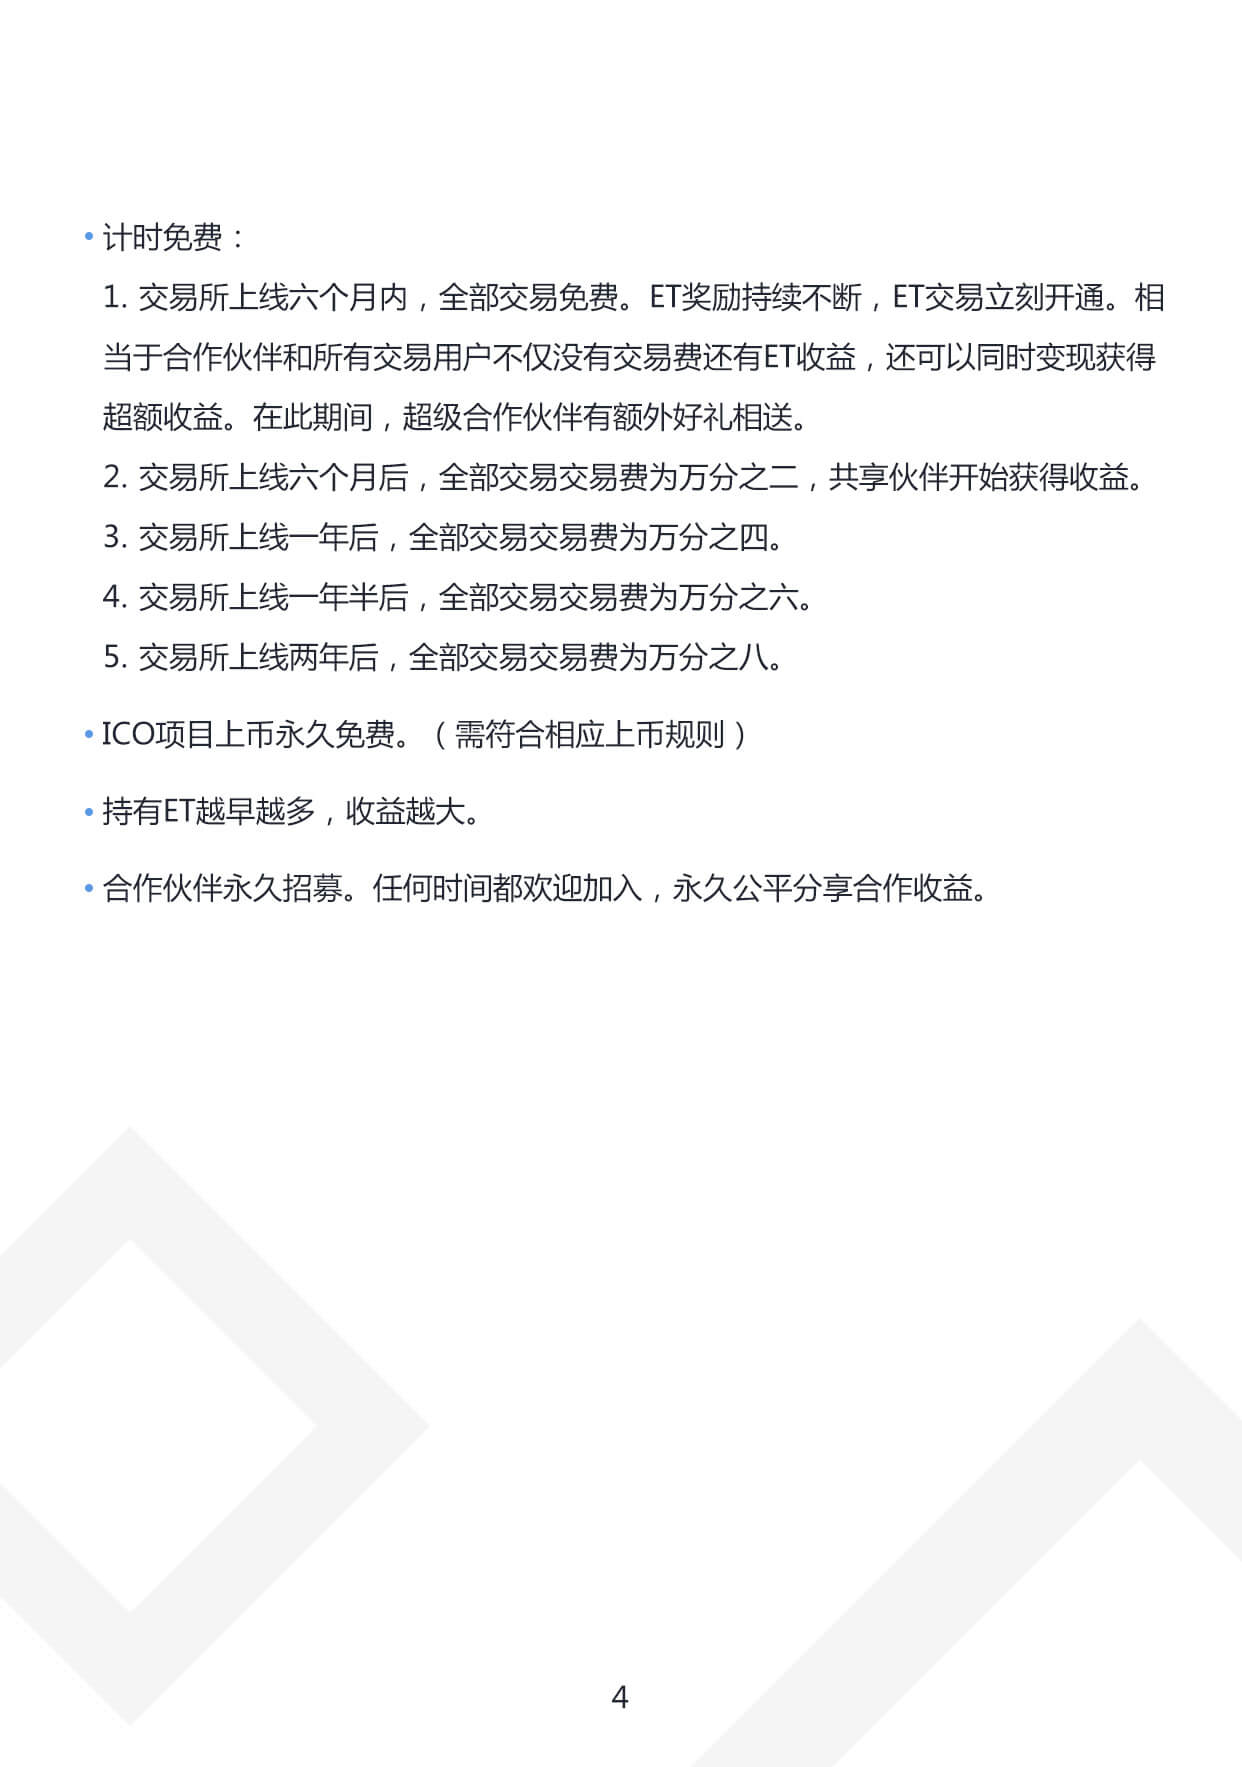 • 计时免费：
1. 交易所上线六个月内，全部交易免费。ET奖励持续不断，ET交易立刻开通。相
当于合作伙伴和所有交易用户不仅没有交易费还有ET收益，还可以同时变现获得
超额收益。在此期间，超级合作伙伴有额外好礼相送。
2. 交易所上线六个月后，全部交易交易费为万分之二，共享伙伴开始获得收益。
3. 交易所上线一年后，全部交易交易费为万分之四。
4. 交易所上线一年半后，全部交易交易费为万分之六。
5. 交易所上线两年后，全部交易交易费为万分之八。
• ICO项目上币永久免费。（需符合相应上币规则）
• 持有ET越早越多，收益越大。
• 合作伙伴永久招募。任何时间都欢迎加入，永久公平分享合作收益。
4